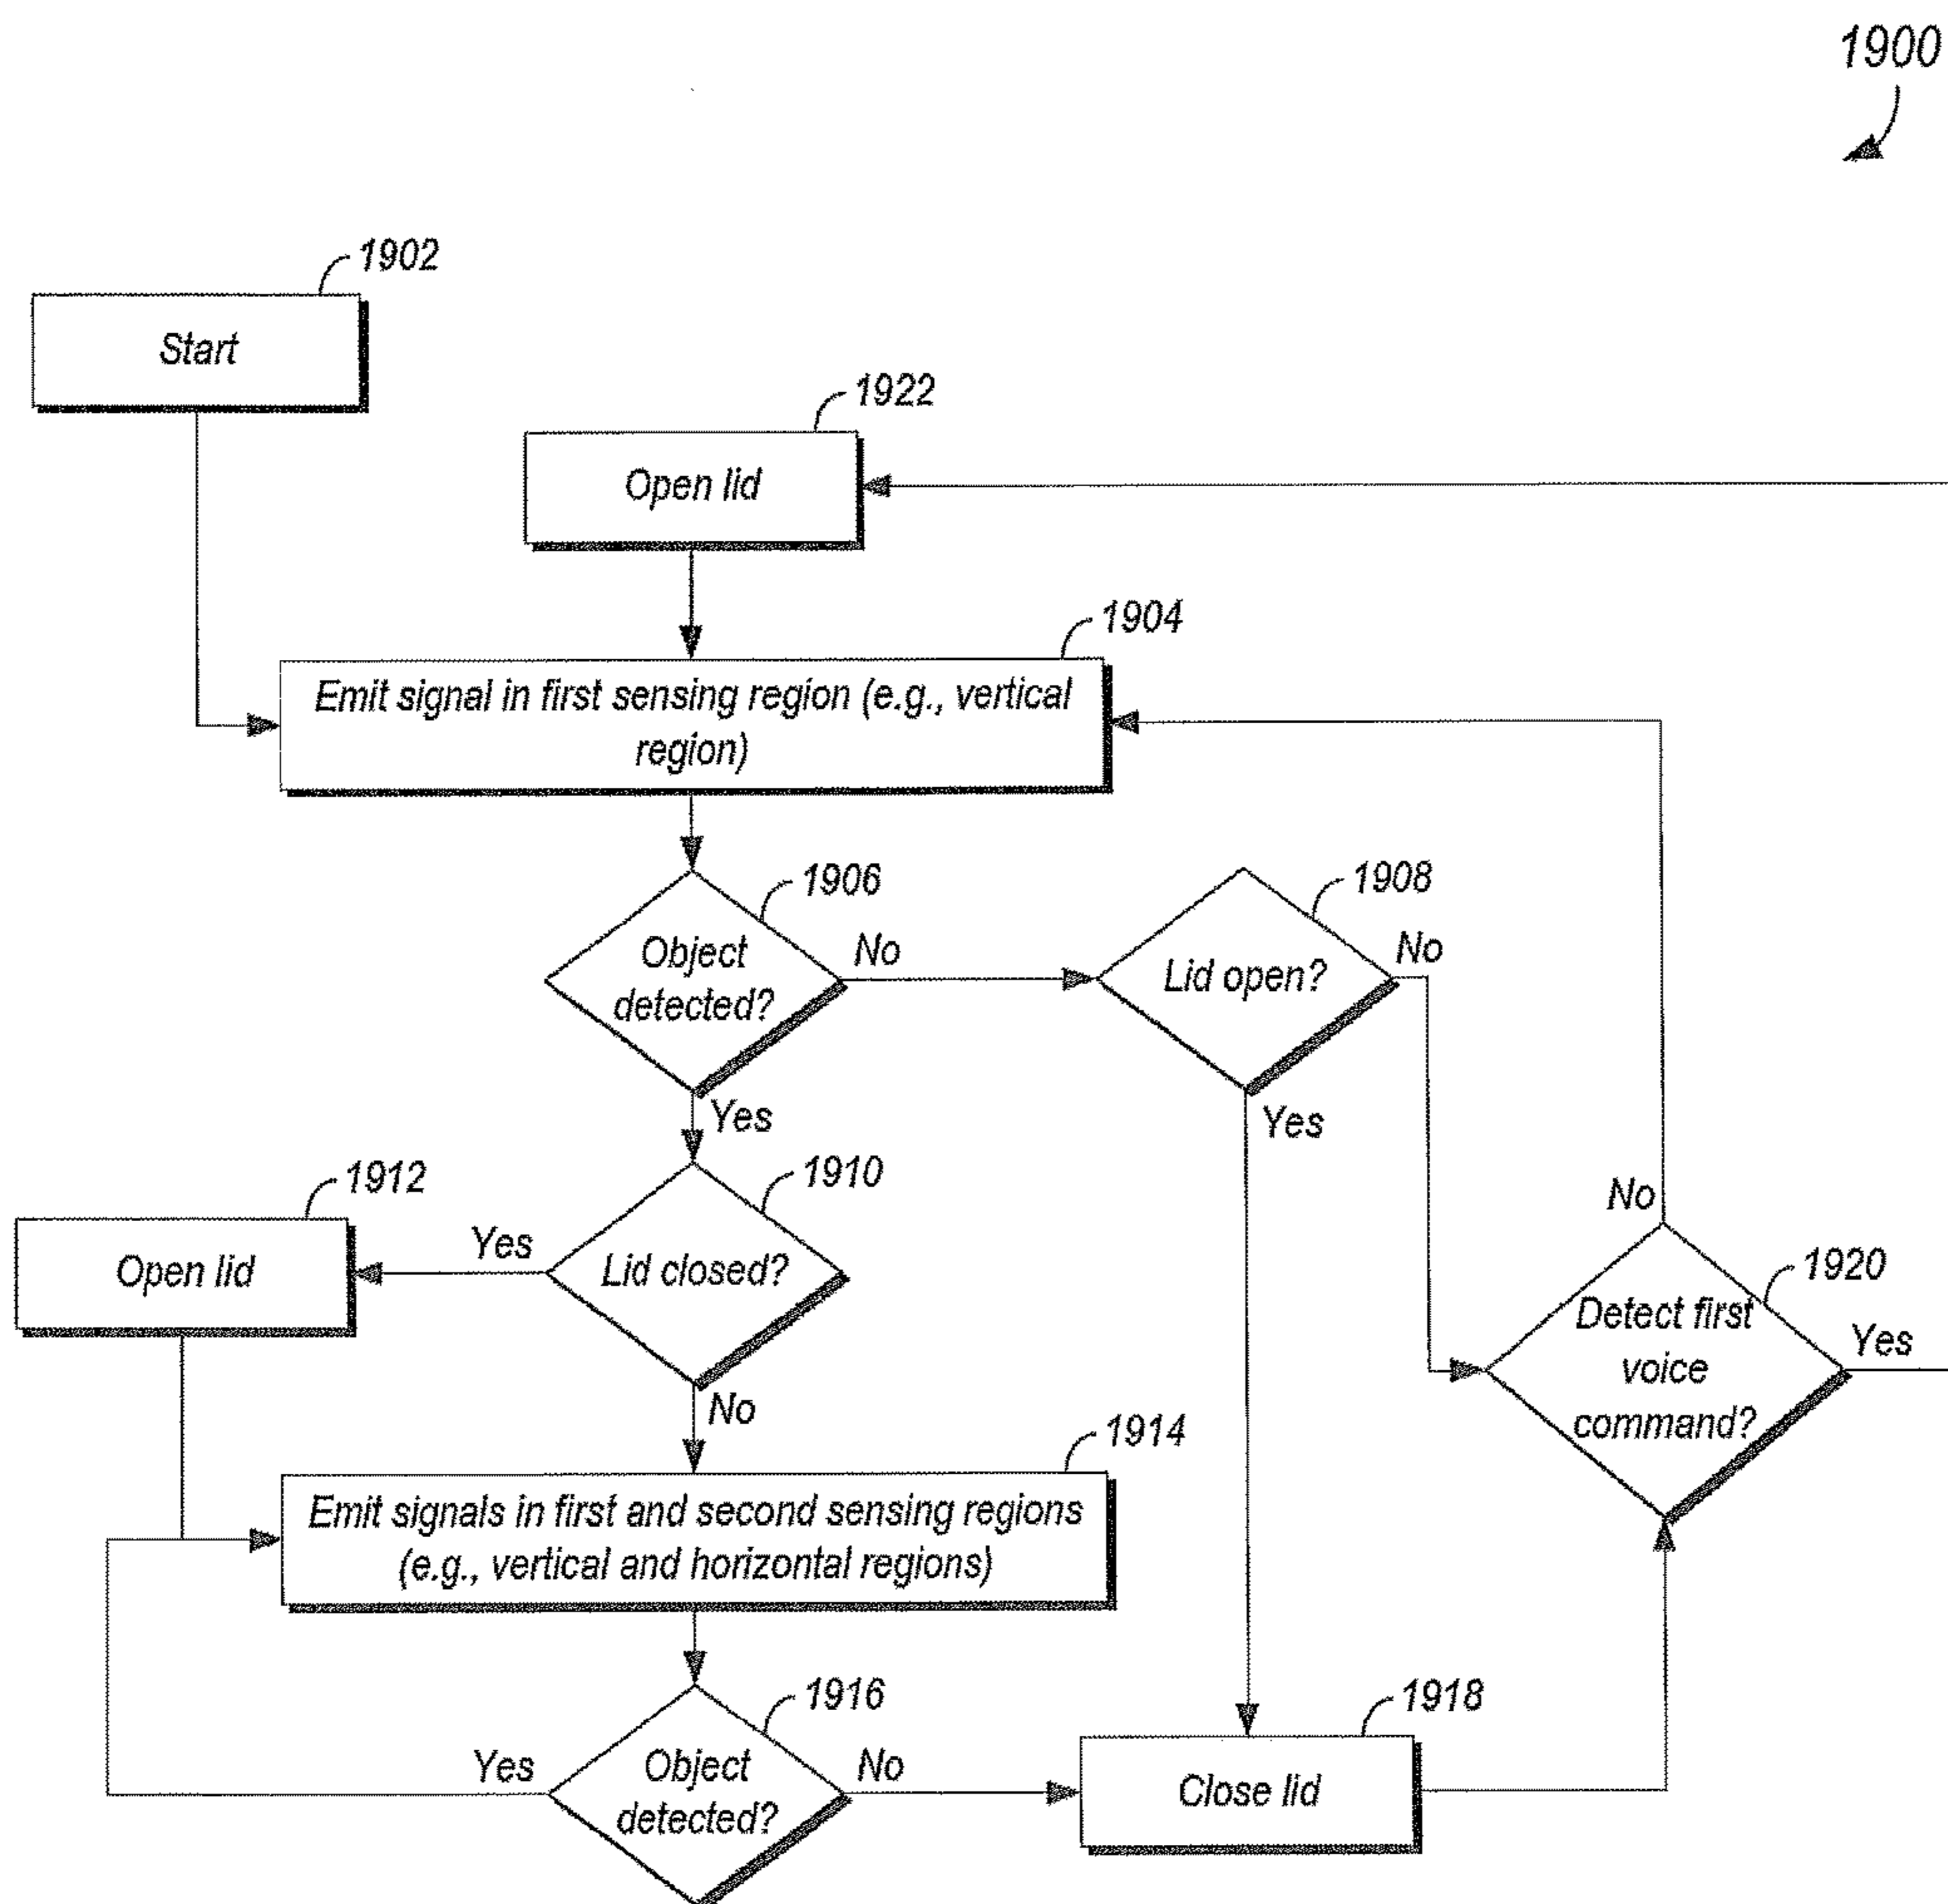 1900
1902
Start
1922
Open lid
1904
Emit signal in first sensing region (e.g., vertical
region)
1906
Object
detected?
No
Yes
1908
Lid open?
No
Yes
1910
Lid closed?
Yes
No
1912
Open lid
No
1920
Detect first
voice
command?
Yes
1914
Emit signals in first and second sensing regions
(e.g., vertical and horizontal regions)
1916
Object
detected?
Yes
No
1918
Close lid